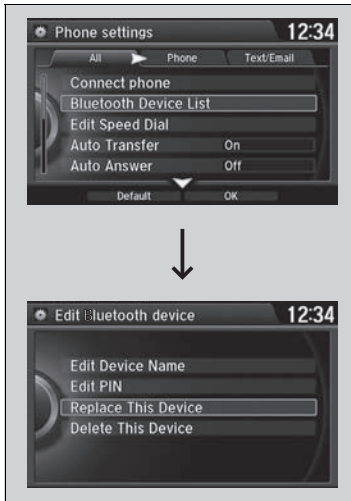 Phone settings 12:34
All Phone Text/Email
Connect phone
Bluetooth Device List
Edit Speed Dial
Auto Transfer On
Auto Answer Off
Default OK
Edit Bluetooth device 12:34
Edit Device Name
Edit PIN
Replace This Device
Delete This Device